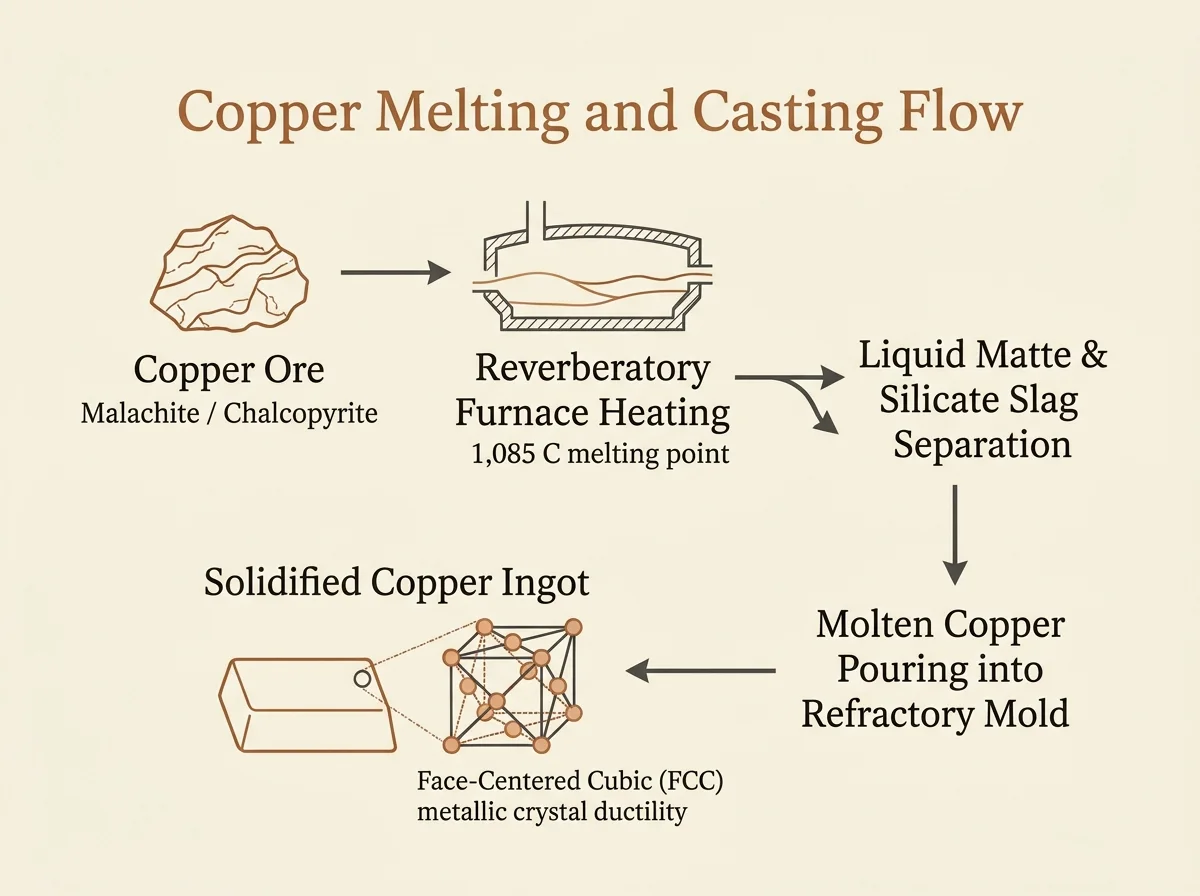 Copper Melting and Casting Flow
Copper Ore
Malachite / Chalcopyrite
Reverberatory
Furnace Heating
1,085 C melting point
Liquid Matte &
Silicate Slag
Separation
Molten Copper
Pouring into
Refractory Mold
Solidified Copper Ingot
Face-Centered Cubic (FCC)
metallic crystal ductility